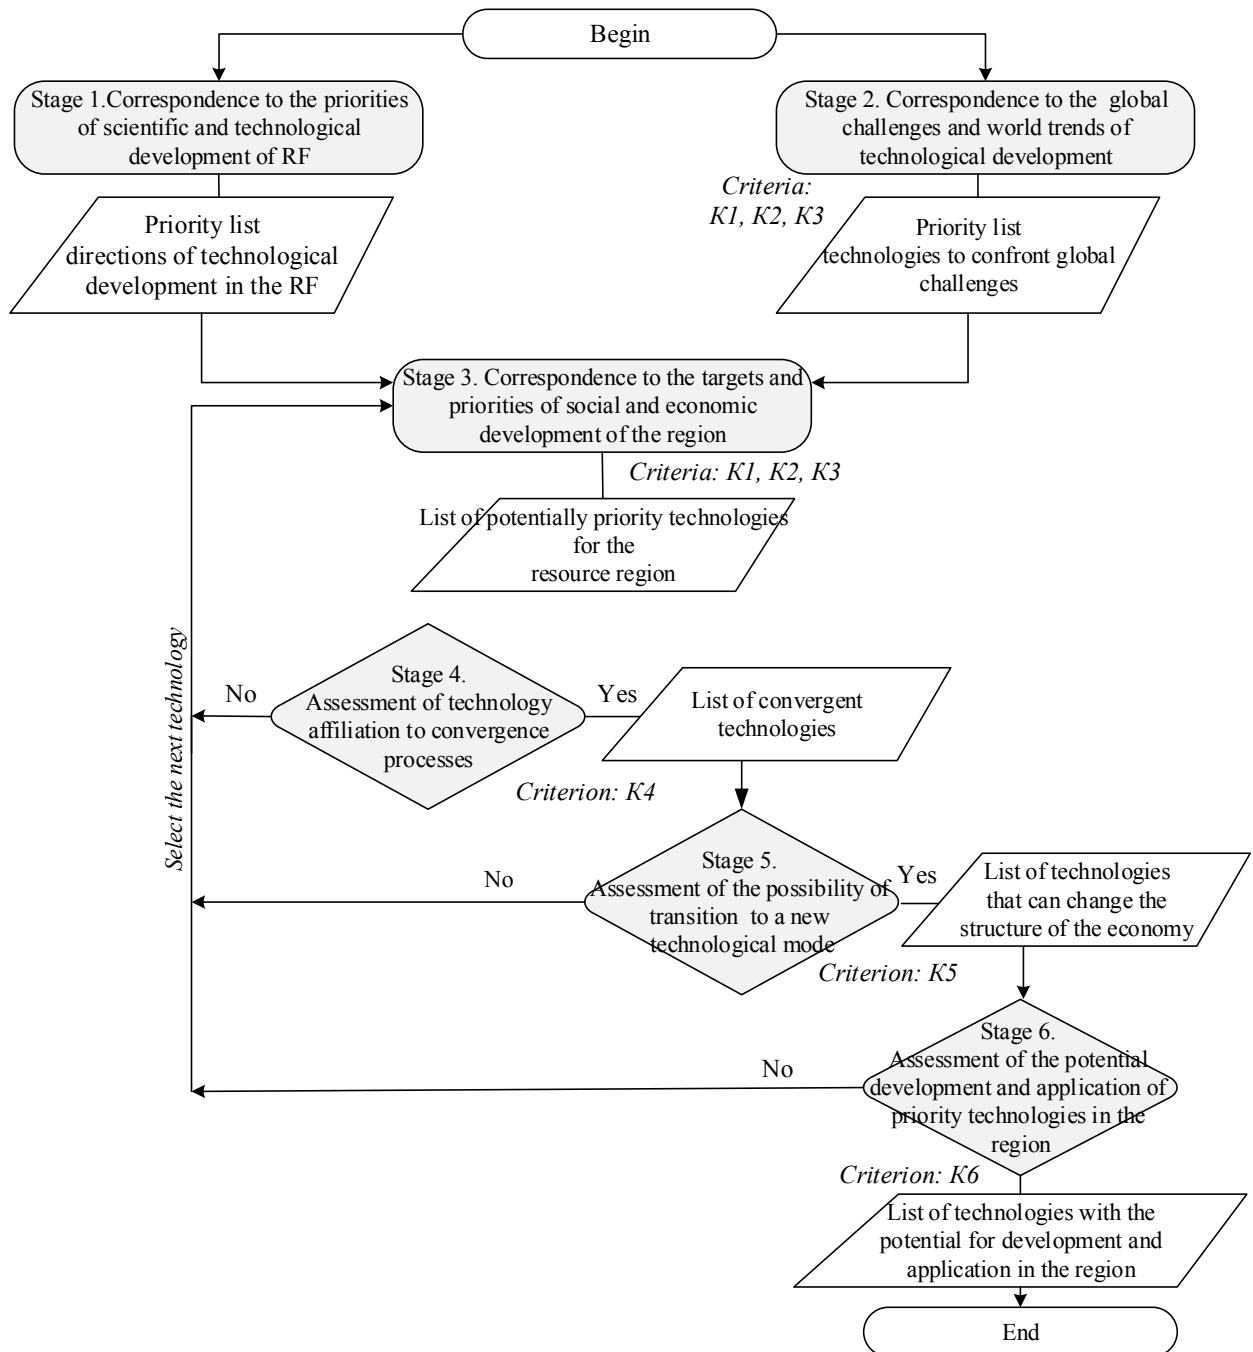 Begin
Stage 1.Correspondence to the priorities
of scientific and technological
development of RF
Stage 2. Correspondence to the global
challenges and world trends of
technological development
Criteria:
K1, K2, K3
Priority list
directions of technological
development in the RF
Priority list
technologies to confront global
challenges
Stage 3. Correspondence to the targets and
priorities of social and economic
development of the region
Criteria: K1, K2, K3
List of potentially priority technologies
for the
resource region
Select the next technology
Stage 4.
Assessment of technology
affiliation to convergence
processes
No
Yes
List of convergent
technologies
Criterion: K4
Stage 5.
Assessment of the possibility of
transition to a new
technological mode
No
Yes
List of technologies
that can change the
structure of the economy
Criterion: K5
Stage 6.
Assessment of the potential
development and application of
priority technologies in the
region
No
Criterion: K6
List of technologies with the
potential for development and
application in the region
End